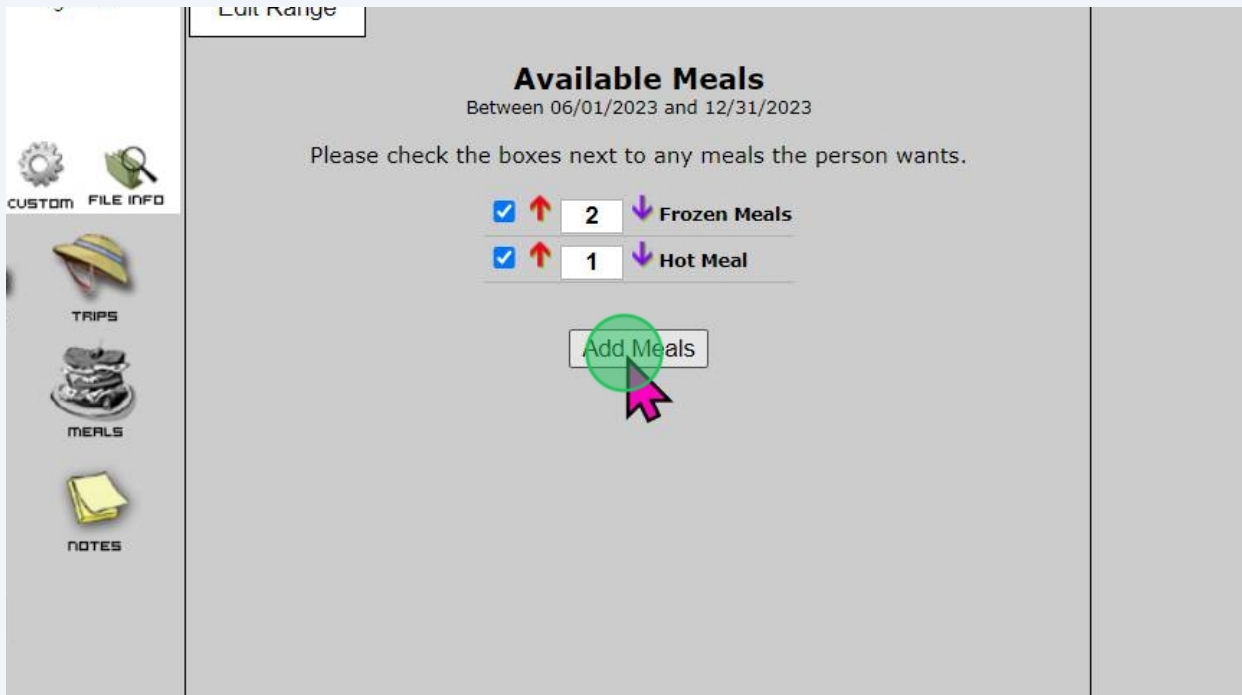 Edit Range
Available Meals
Between 06/01/2023 and 12/31/2023
Please check the boxes next to any meals the person wants.
CUSTOM
FILE INFO
2 Frozen Meals
1 Hot Meal
TRIPS
Add Meals
MEALS
NOTES